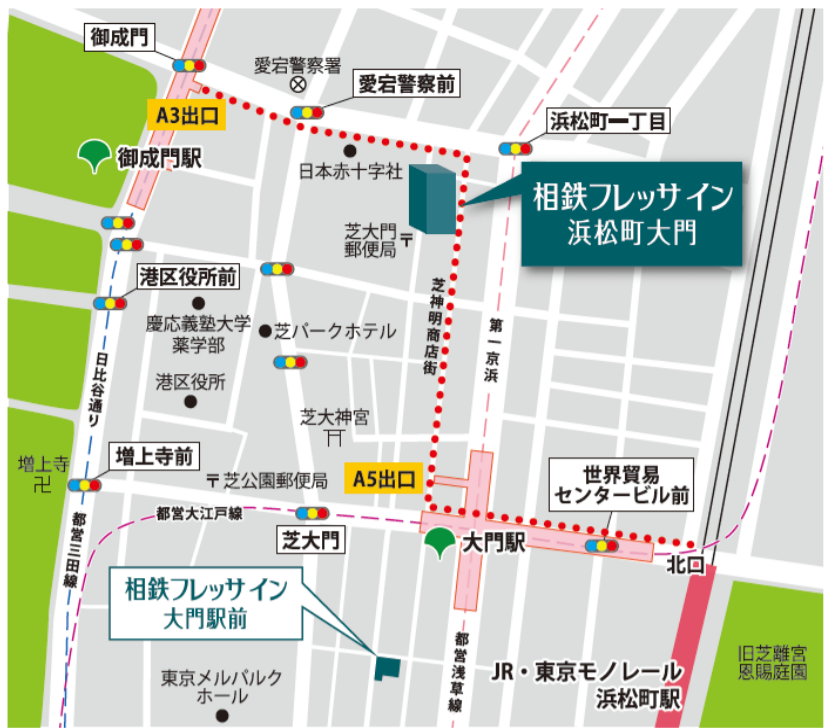 御成門
愛宕警察署
愛宕警察前
A3出口
浜松町一丁目
御成門駅
日本赤十字社
相鉄フレッサイン
浜松町大門
芝大門
郵便局
港区役所前
慶応義塾大学
薬学部
芝パークホテル
芝神明商店街
第一京浜
日比谷通り
港区役所
芝大神宮
増上寺前
増上寺
芝公園郵便局
A5出口
世界貿易
センタービル前
都営大江戸線
芝大門
大門駅
北口
都営三田線
相鉄フレッサイン
大門駅前
都営浅草線
東京メルパルク
ホール
JR・東京モノレール
浜松町駅
旧芝離宮
恩賜庭園